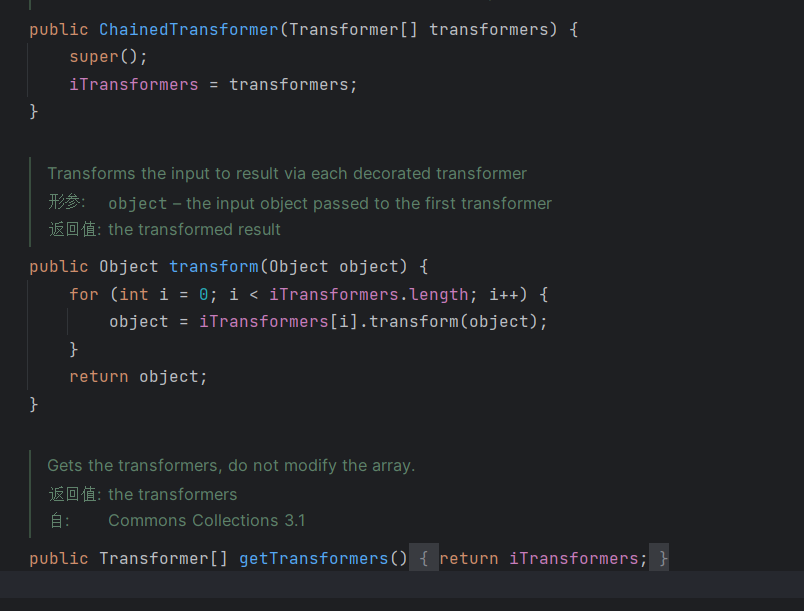 public ChainedTransformer(Transformer[] transformers) {
super();
iTransformers = transformers;
}
Transforms the input to result via each decorated transformer
形参: object – the input object passed to the first transformer
返回值: the transformed result
public Object transform(Object object) {
for (int i = 0; i < iTransformers.length; i++) {
object = iTransformers[i].transform(object);
}
return object;
}
Gets the transformers, do not modify the array.
返回值: the transformers
自: Commons Collections 3.1
public Transformer[] getTransformers() { return iTransformers; }